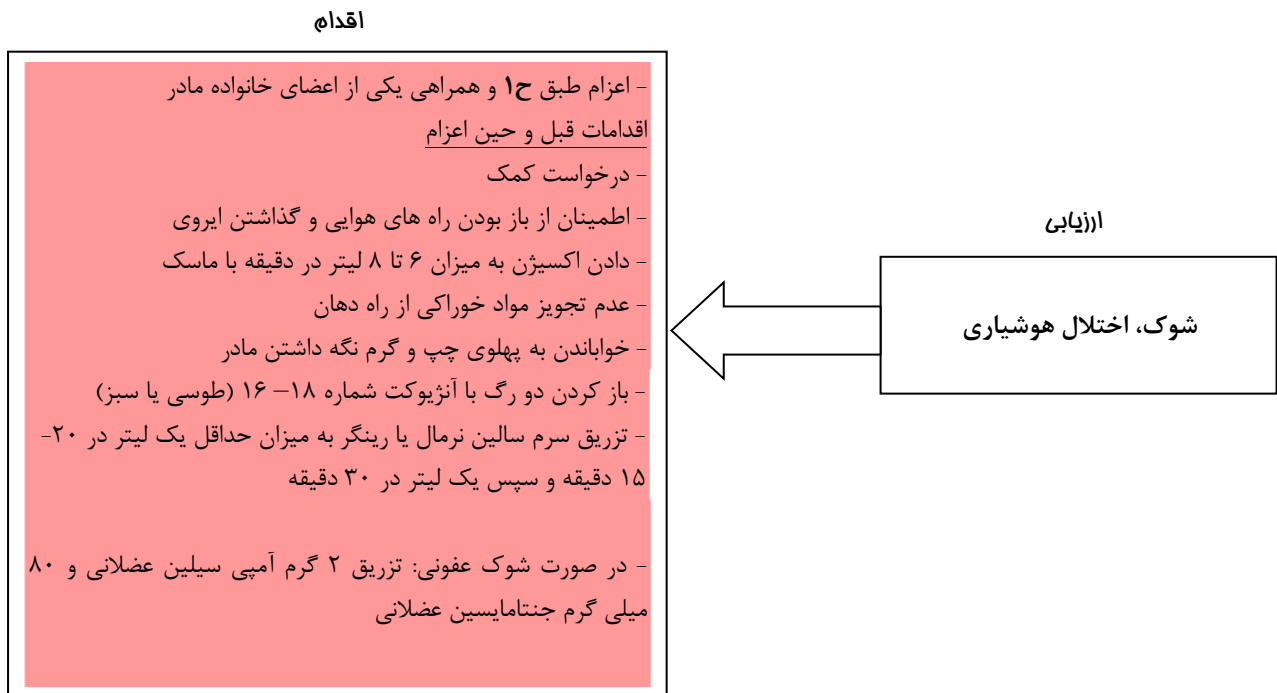 ارزیابی
شوک، اختلال هوشیاری
اقدام
- اعزام طبق ح۱ و همراهی یکی از اعضای خانواده مادر
اقدامات قبل و حین اعزام
- درخواست کمک
- اطمینان از باز بودن راه های هوایی و گذاشتن ایروی
- دادن اکسیژن به میزان ۶ تا ۸ لیتر در دقیقه با ماسک
- عدم تجویز مواد خوراکی از راه دهان
- خواباندن به پهلوی چپ و گرم نگه داشتن مادر
- باز کردن دو رگ با آنژیوکت شماره ۱۸– ۱۶ (طوسی یا سبز)
- تزریق سرم سالین نرمال یا رینگر به میزان حداقل یک لیتر در ۲۰-
۱۵ دقیقه و سپس یک لیتر در ۳۰ دقیقه
- در صورت شوک عفونی: تزریق ۲ گرم آمپی سیلین عضلانی و ۸۰
میلی گرم جنتامایسین عضلانی